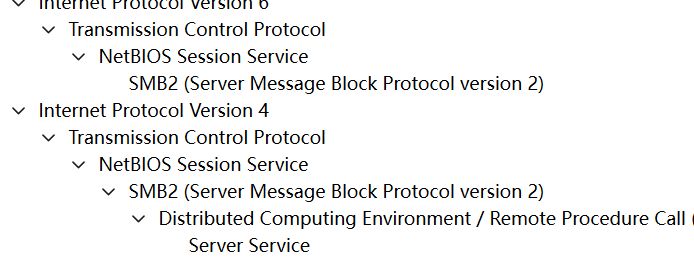 Internet Protocol Version 6
Transmission Control Protocol
NetBIOS Session Service
SMB2 (Server Message Block Protocol version 2)
Internet Protocol Version 4
Transmission Control Protocol
NetBIOS Session Service
SMB2 (Server Message Block Protocol version 2)
Distributed Computing Environment / Remote Procedure Call (
Server Service